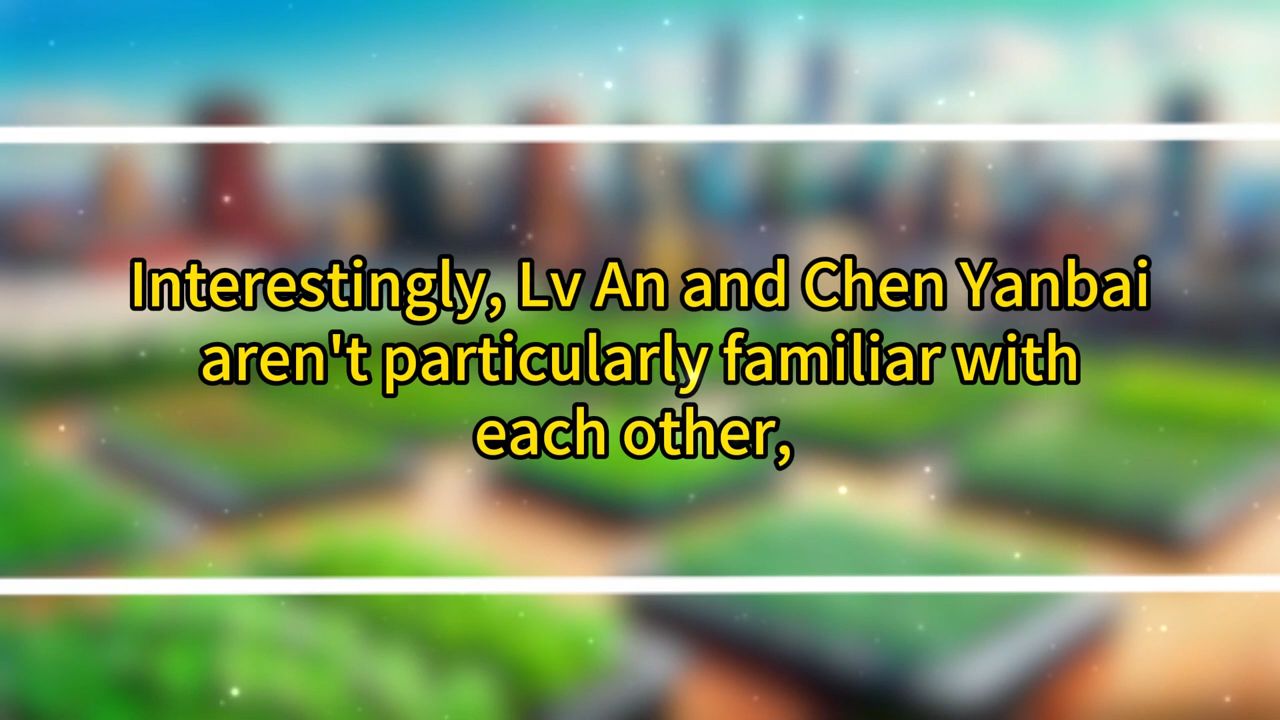 Interestingly, Lv An and Chen Yanbai
aren't particularly familiar with
each other,